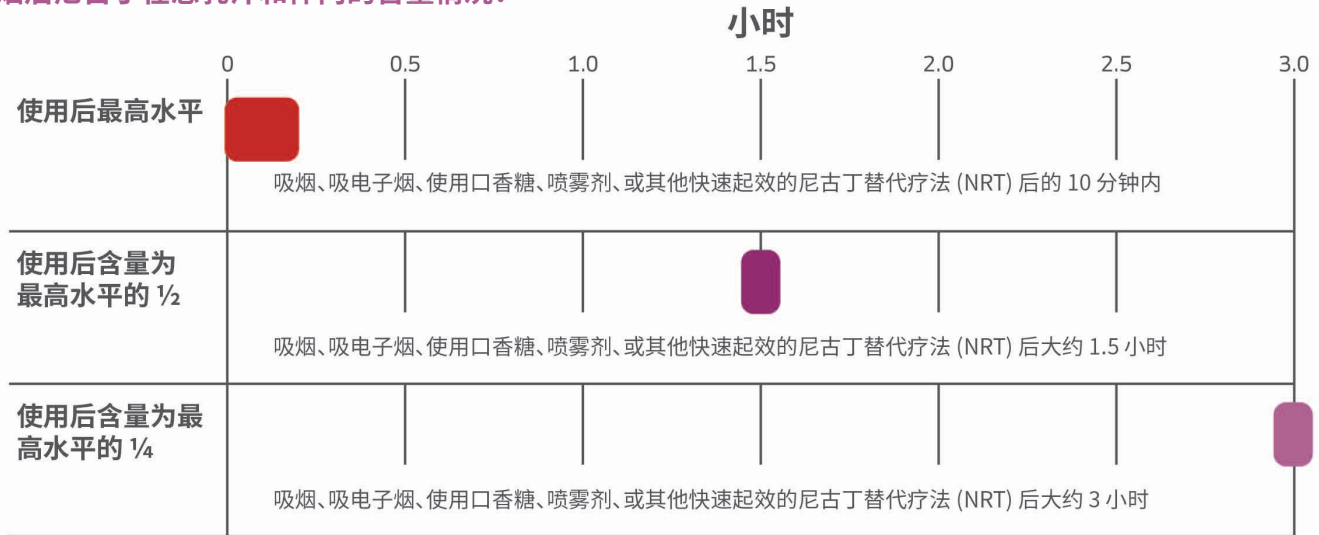 小时
0 0.5 1.0 1.5 2.0 2.5 3.0
使用后最高水平
吸烟、吸电子烟、使用口香糖、喷雾剂、或其他快速起效的尼古丁替代疗法 (NRT) 后的 10 分钟内
使用后含量为
最高水平的 ½
吸烟、吸电子烟、使用口香糖、喷雾剂、或其他快速起效的尼古丁替代疗法 (NRT) 后大约 1.5 小时
使用后含量为最
高水平的 ¼
吸烟、吸电子烟、使用口香糖、喷雾剂、或其他快速起效的尼古丁替代疗法 (NRT) 后大约 3 小时